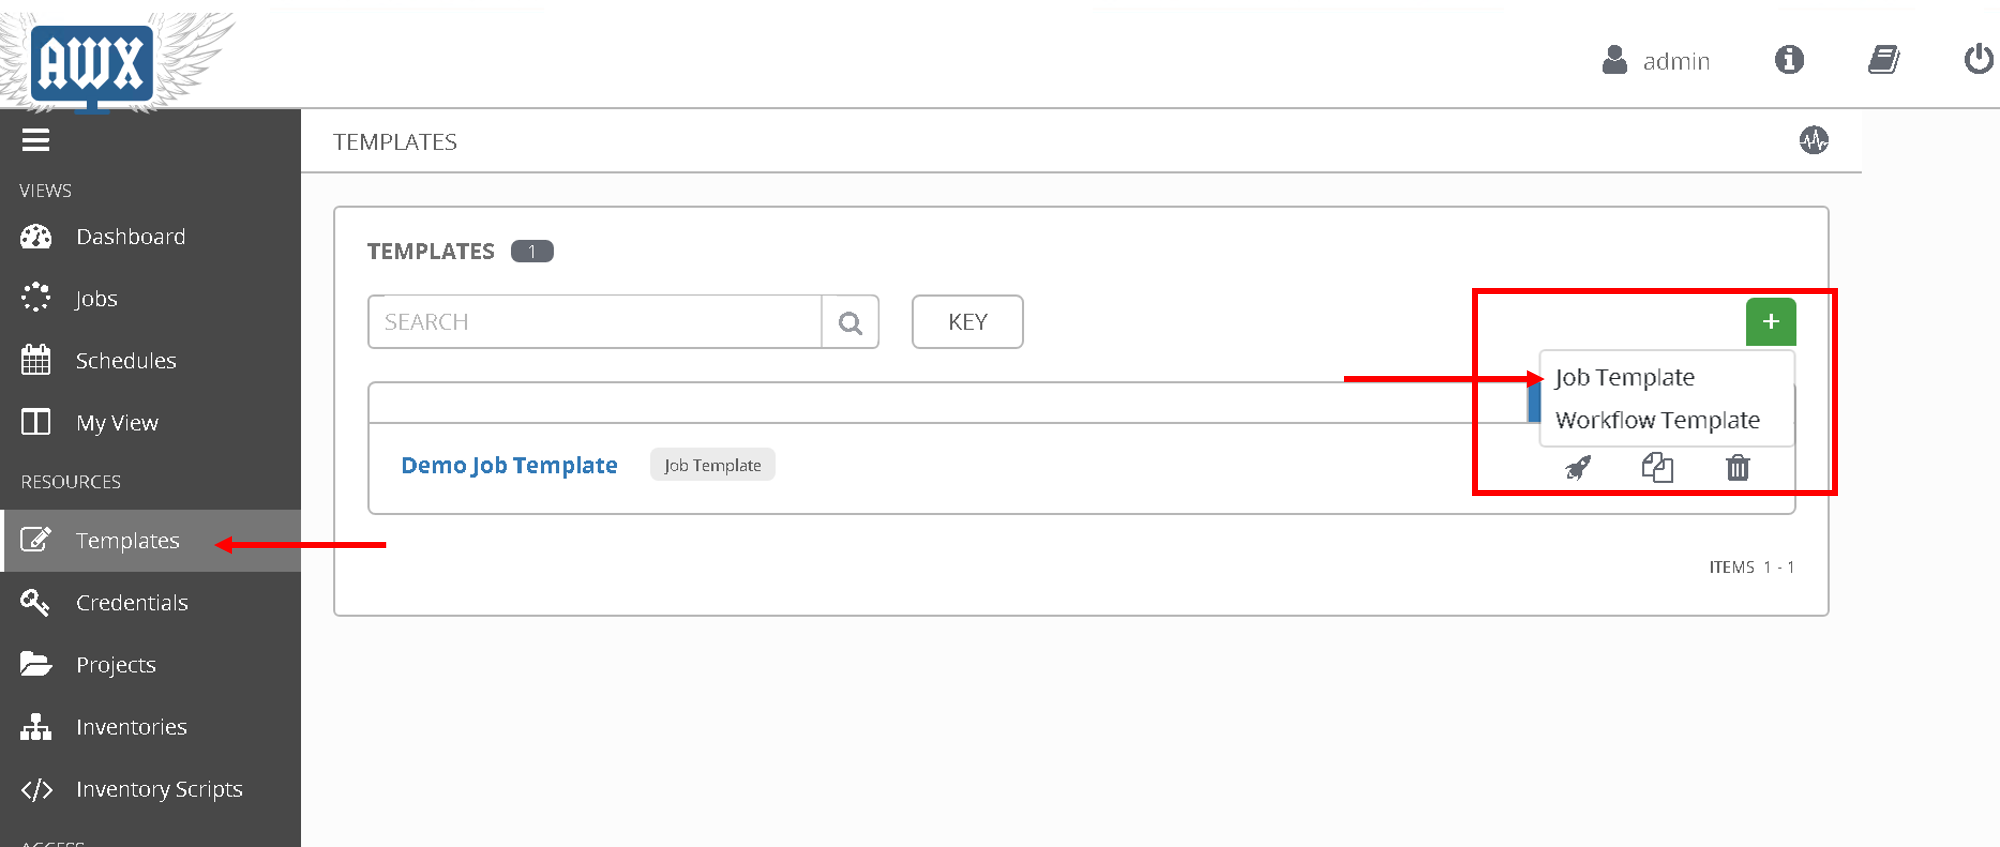 AWX
admin
TEMPLATES
VIEWS
Dashboard
Jobs
Schedules
My View
RESOURCES
Templates
Credentials
Projects
Inventories
Inventory Scripts
ACCESS
TEMPLATES 1
SEARCH
KEY
+
Job Template
Workflow Template
Demo Job Template
Job Template
ITEMS 1 - 1